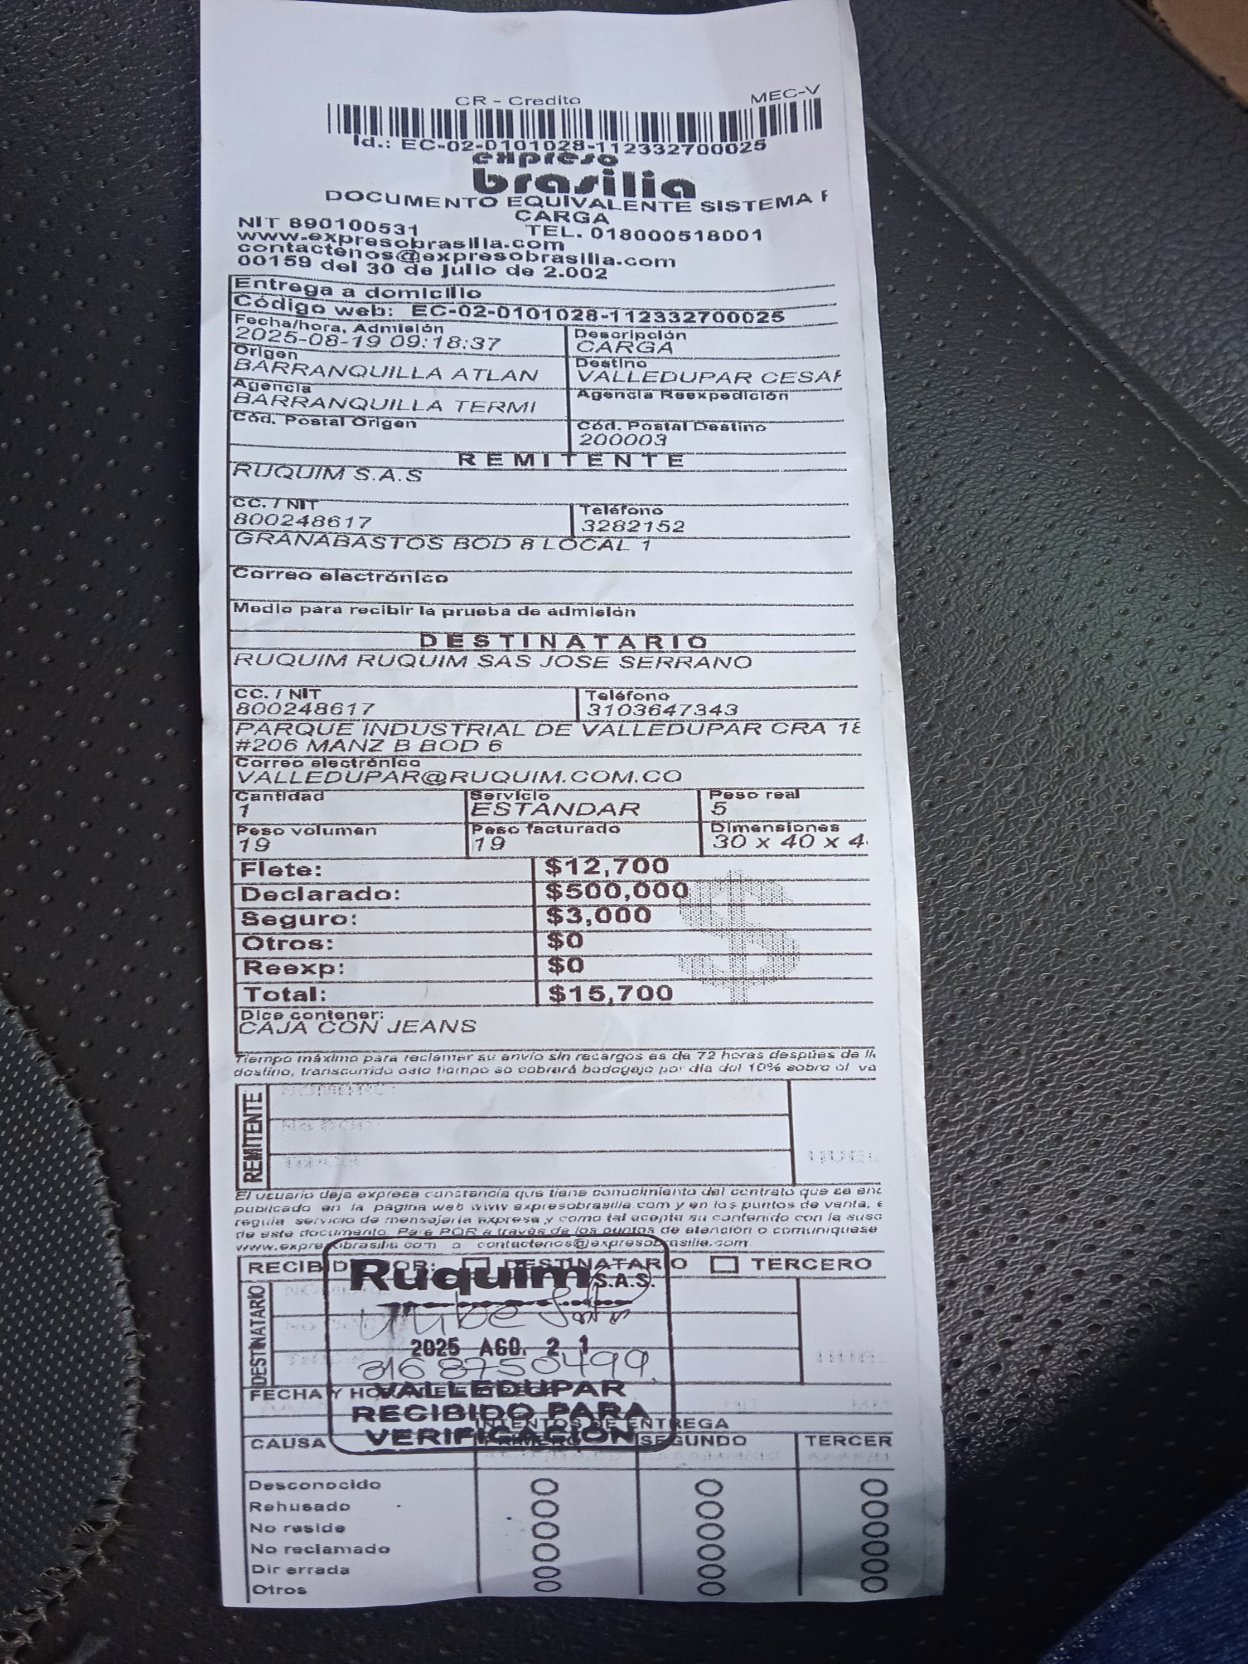 CR - Credito MEC-V
Id.: EC-02-0101028-112332700025
expreso
brasilia
DOCUMENTO EQUIVALENTE SISTEMA
CARGA
NIT 890100531 TEL. 018000518001
www.expresobrasilia.com
contactenos@expresobrasilia.com
00159 del 30 de julio de 2.002
Entrega a domicilio
Código web: EC-02-0101028-112332700025
Fecha/hora, Admisión Descripción
2025-08-19 09:18:37 CARGA
Origen Destino
BARRANQUILLA ATLAN VALLEDUPAR CESAR
Agencia Agencia Reexpedición
BARRANQUILLA TERMI
Cód. Postal Origen Cód. Postal Destino
200003
REMITENTE
RUQUIM S.A.S
CC. / NIT Teléfono
800248617 3282152
GRANABASTOS BOD 8 LOCAL 1
Correo electrónico
Medio para recibir la prueba de admisión
DESTINATARIO
RUQUIM RUQUIM SAS JOSE SERRANO
CC. / NIT Teléfono
800248617 3103647343
PARQUE INDUSTRIAL DE VALLEDUPAR CRA
#206 MANZ B BOD 6
Correo electrónico
VALLEDUPAR@RUQUIM.COM.CO
Cantidad Servicio Peso real
1 ESTANDAR 5
Peso volumen Peso facturado Dimensiones
19 19 30 x 40 x 4
Flete: $12,700
Declarado: $500,000
Seguro: $3,000
Otros: $0
Reexp: $0
Total: $15,700
$
Dice contener:
CAJA CON JEANS
Tiempo máximo para reclamar su envío sin recargos es de 72 horas después de
destino, transcurrido este tiempo se cobrará bodegaje por día del 10% sobre el va
REMITENTE
El usuario deja expresa constancia que tiene conocimiento del contrato que se
publicado en la página web www.expresobrasilia.com y en los puntos de venta,
regula servicio de mensajería expresa y como tal acepta su contenido con la susc
de este documento. Para PQR a través de los puntos de atención o comuníquese
www.expresobrasilia.com o contactenos@expresobrasilia.com
RECIBIDO POR: DESTINATARIO TERCERO
Ruquim S.A.S.
DESTINATARIO
2025 AGO. 21
3168750499
FECHA Y
VALLEDUPAR
RECIBIDO PARA
VERIFICACIÓN
INTENTOS DE ENTREGA
CAUSA PRIMERO SEGUNDO TERCER
Desconocido
Rehusado
No reside
No reclamado
Dir errada
Otros